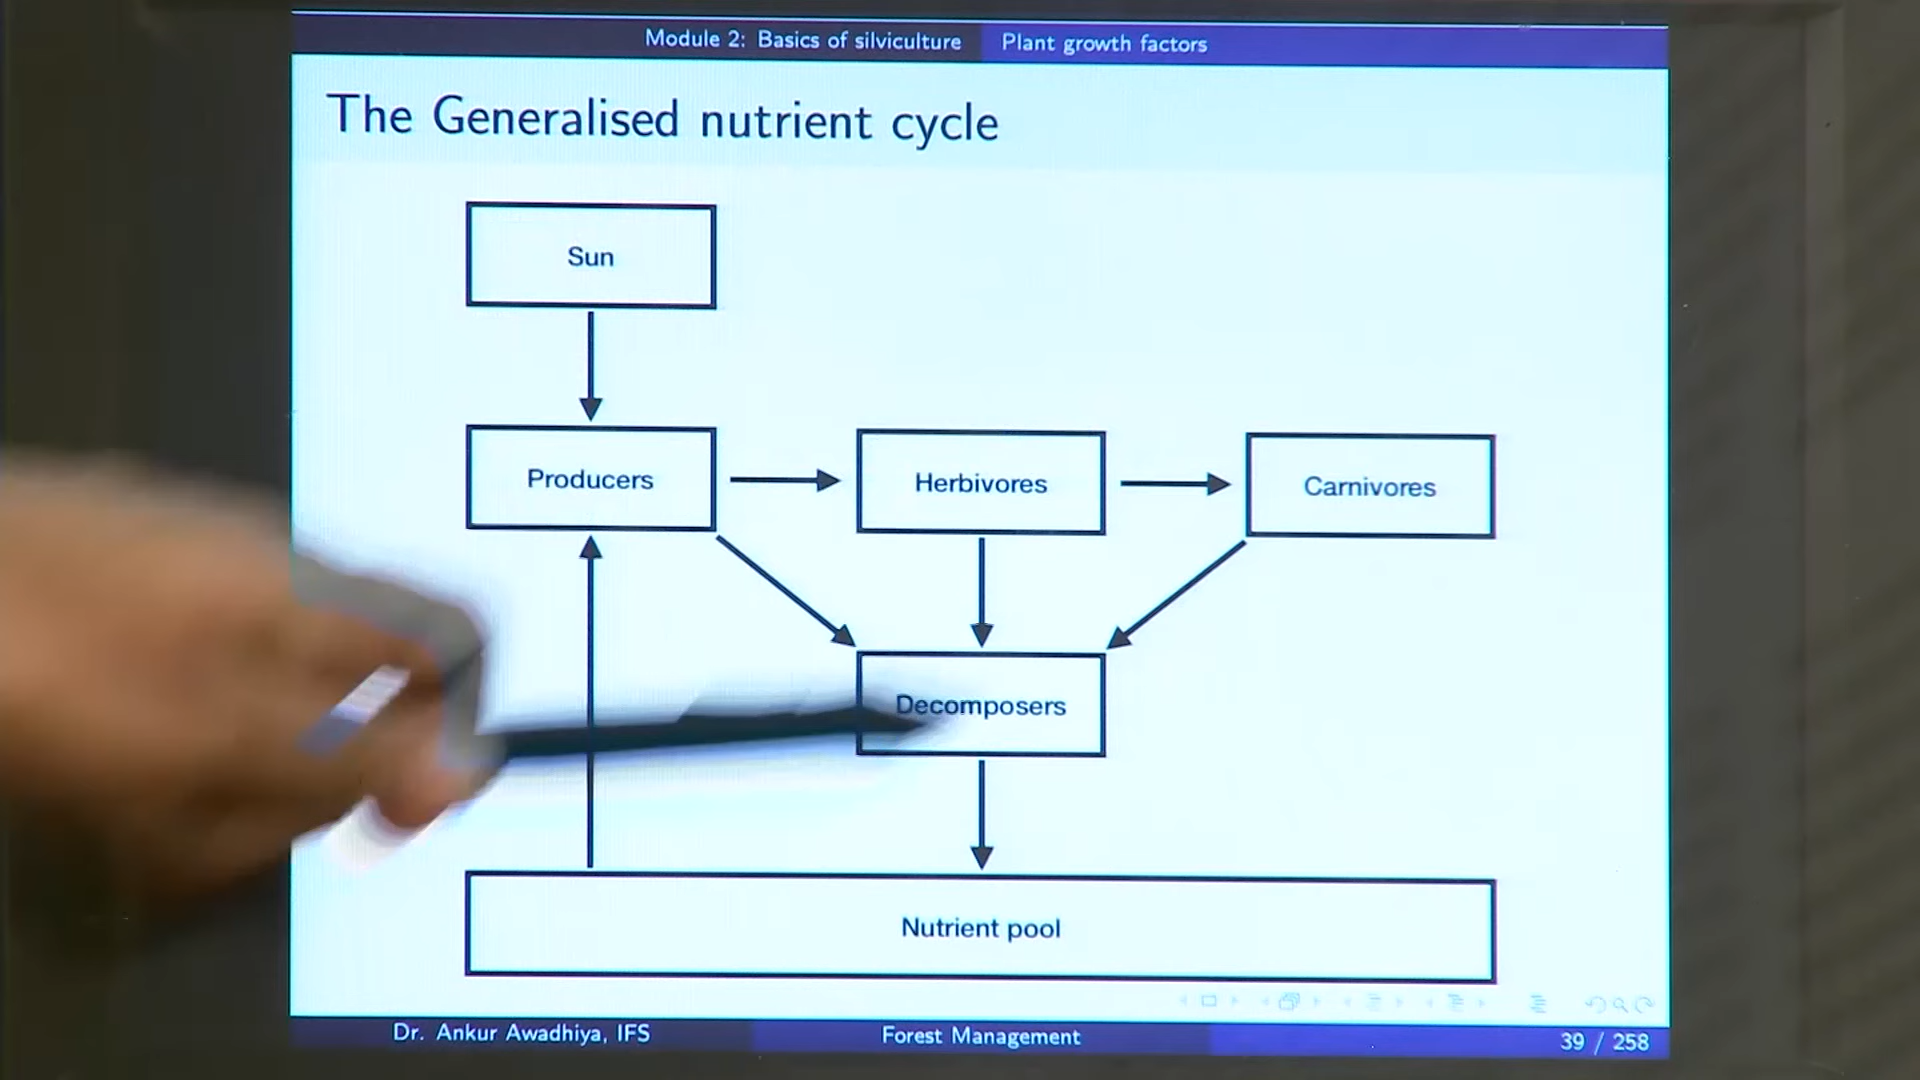 Module 2: Basics of silviculture Plant growth factors
The Generalised nutrient cycle
Sun
Producers
Herbivores
Carnivores
Decomposers
Nutrient pool
Dr. Ankur Awadhiya, IFS Forest Management 39 / 258